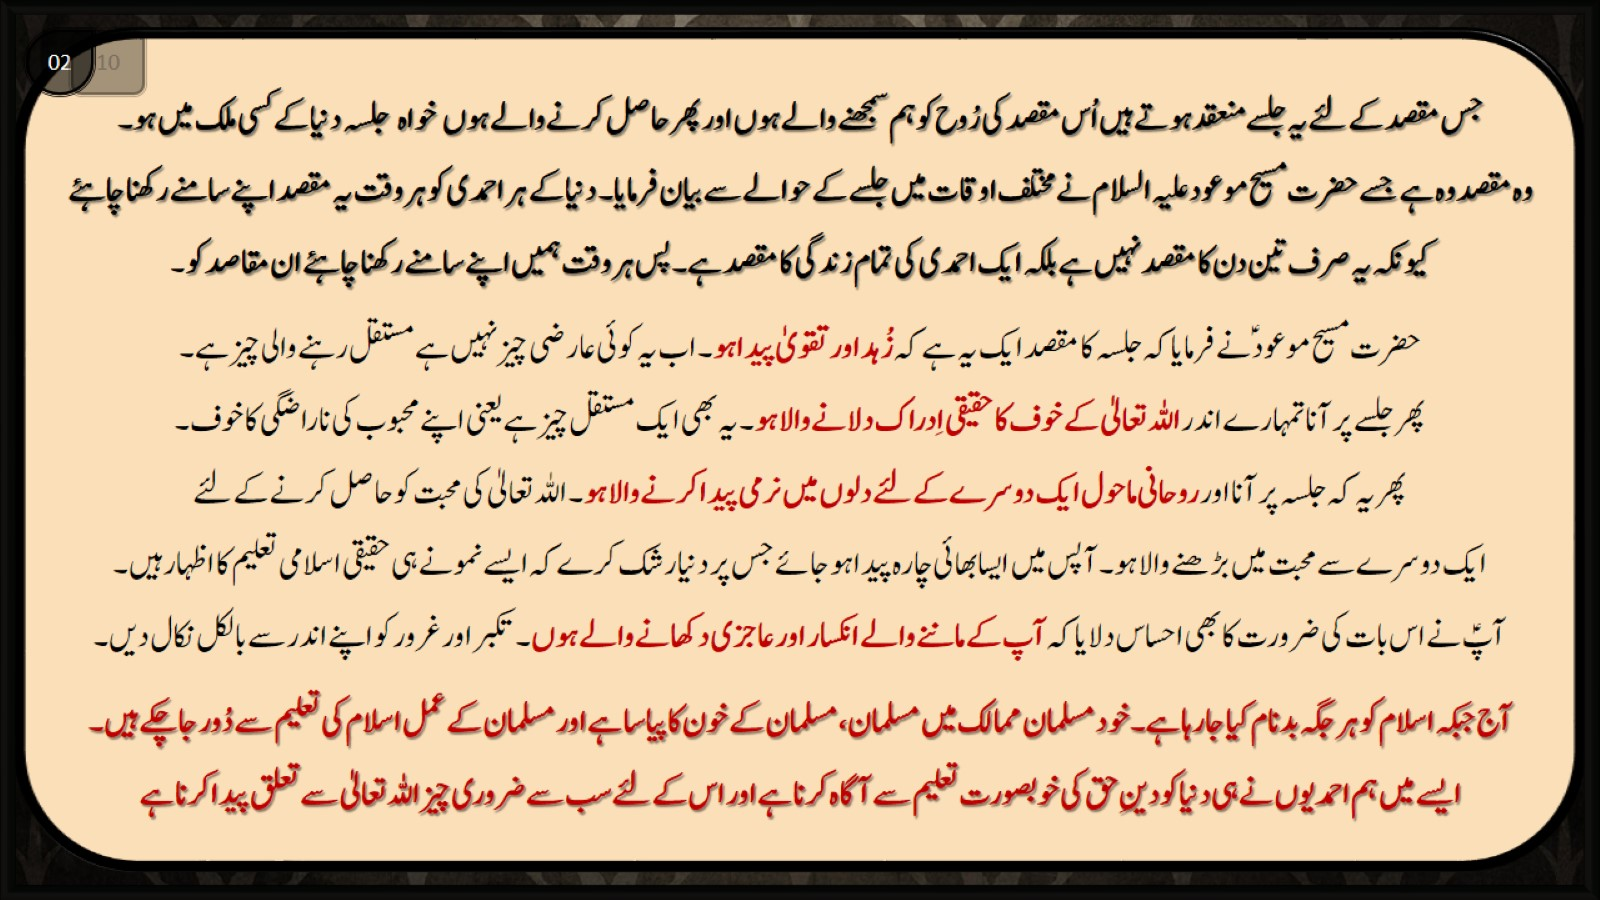 02
10
جس مقصد کے لئے یہ جلسے منعقد ہوتے ہیں اُس مقصد کی رُوح کو ہم سمجھنے والے ہوں اور پھر حاصل کرنے والے ہوں خواہ جلسہ دنیا کے کسی ملک میں ہو۔
وہ مقصد وہ ہے جسے حضرت مسیح موعود علیہ السلام نے مختلف اوقات میں جلسے کے حوالے سے بیان فرمایا۔ دنیا کے ہر احمدی کو ہر وقت یہ مقصد اپنے سامنے رکھنا چاہئے
کیونکہ یہ صرف تین دن کا مقصد نہیں ہے بلکہ ایک احمدی کی تمام زندگی کا مقصد ہے۔ پس ہر وقت ہمیں اپنے سامنے رکھنا چاہئے ان مقاصد کو۔
حضرت مسیح موعودؑ نے فرمایا کہ جلسہ کا مقصد ایک یہ ہے کہ زُہد اور تقویٰ پیدا ہو۔ اب یہ کوئی عارضی چیز نہیں ہے مستقل رہنے والی چیز ہے۔
پھر جلسے پر آنا تمہارے اندر اللہ تعالیٰ کے خوف کا حقیقی اِدراک دلانے والا ہو۔ یہ بھی ایک مستقل چیز ہے یعنی اپنے محبوب کی ناراضگی کا خوف۔
پھر یہ کہ جلسہ پر آنا اور روحانی ماحول ایک دوسرے کے لئے دلوں میں نرمی پیدا کرنے والا ہو۔ اللہ تعالیٰ کی محبت کو حاصل کرنے کے لئے
ایک دوسرے سے محبت میں بڑھنے والا ہو۔ آپس میں ایسا بھائی چارہ پیدا ہو جائے جس پر دنیا رشک کرے کہ ایسے نمونے ہی حقیقی اسلامی تعلیم کا اظہار ہیں۔
آپؑ نے اس بات کی ضرورت کا بھی احساس دلایا کہ آپ کے ماننے والے انکسار اور عاجزی دکھانے والے ہوں۔ تکبر اور غرور کو اپنے اندر سے بالکل نکال دیں۔
آج جبکہ اسلام کو ہر جگہ بدنام کیا جا رہا ہے۔ خود مسلمان ممالک میں مسلمان، مسلمان کے خون کا پیاسا ہے اور مسلمان کے عمل اسلام کی تعلیم سے دُور جا چکے ہیں۔
ایسے میں ہم احمدیوں نے ہی دنیا کو دینِ حق کی خوبصورت تعلیم سے آگاہ کرنا ہے اور اس کے لئے سب سے ضروری چیز اللہ تعالیٰ سے تعلق پیدا کرنا ہے